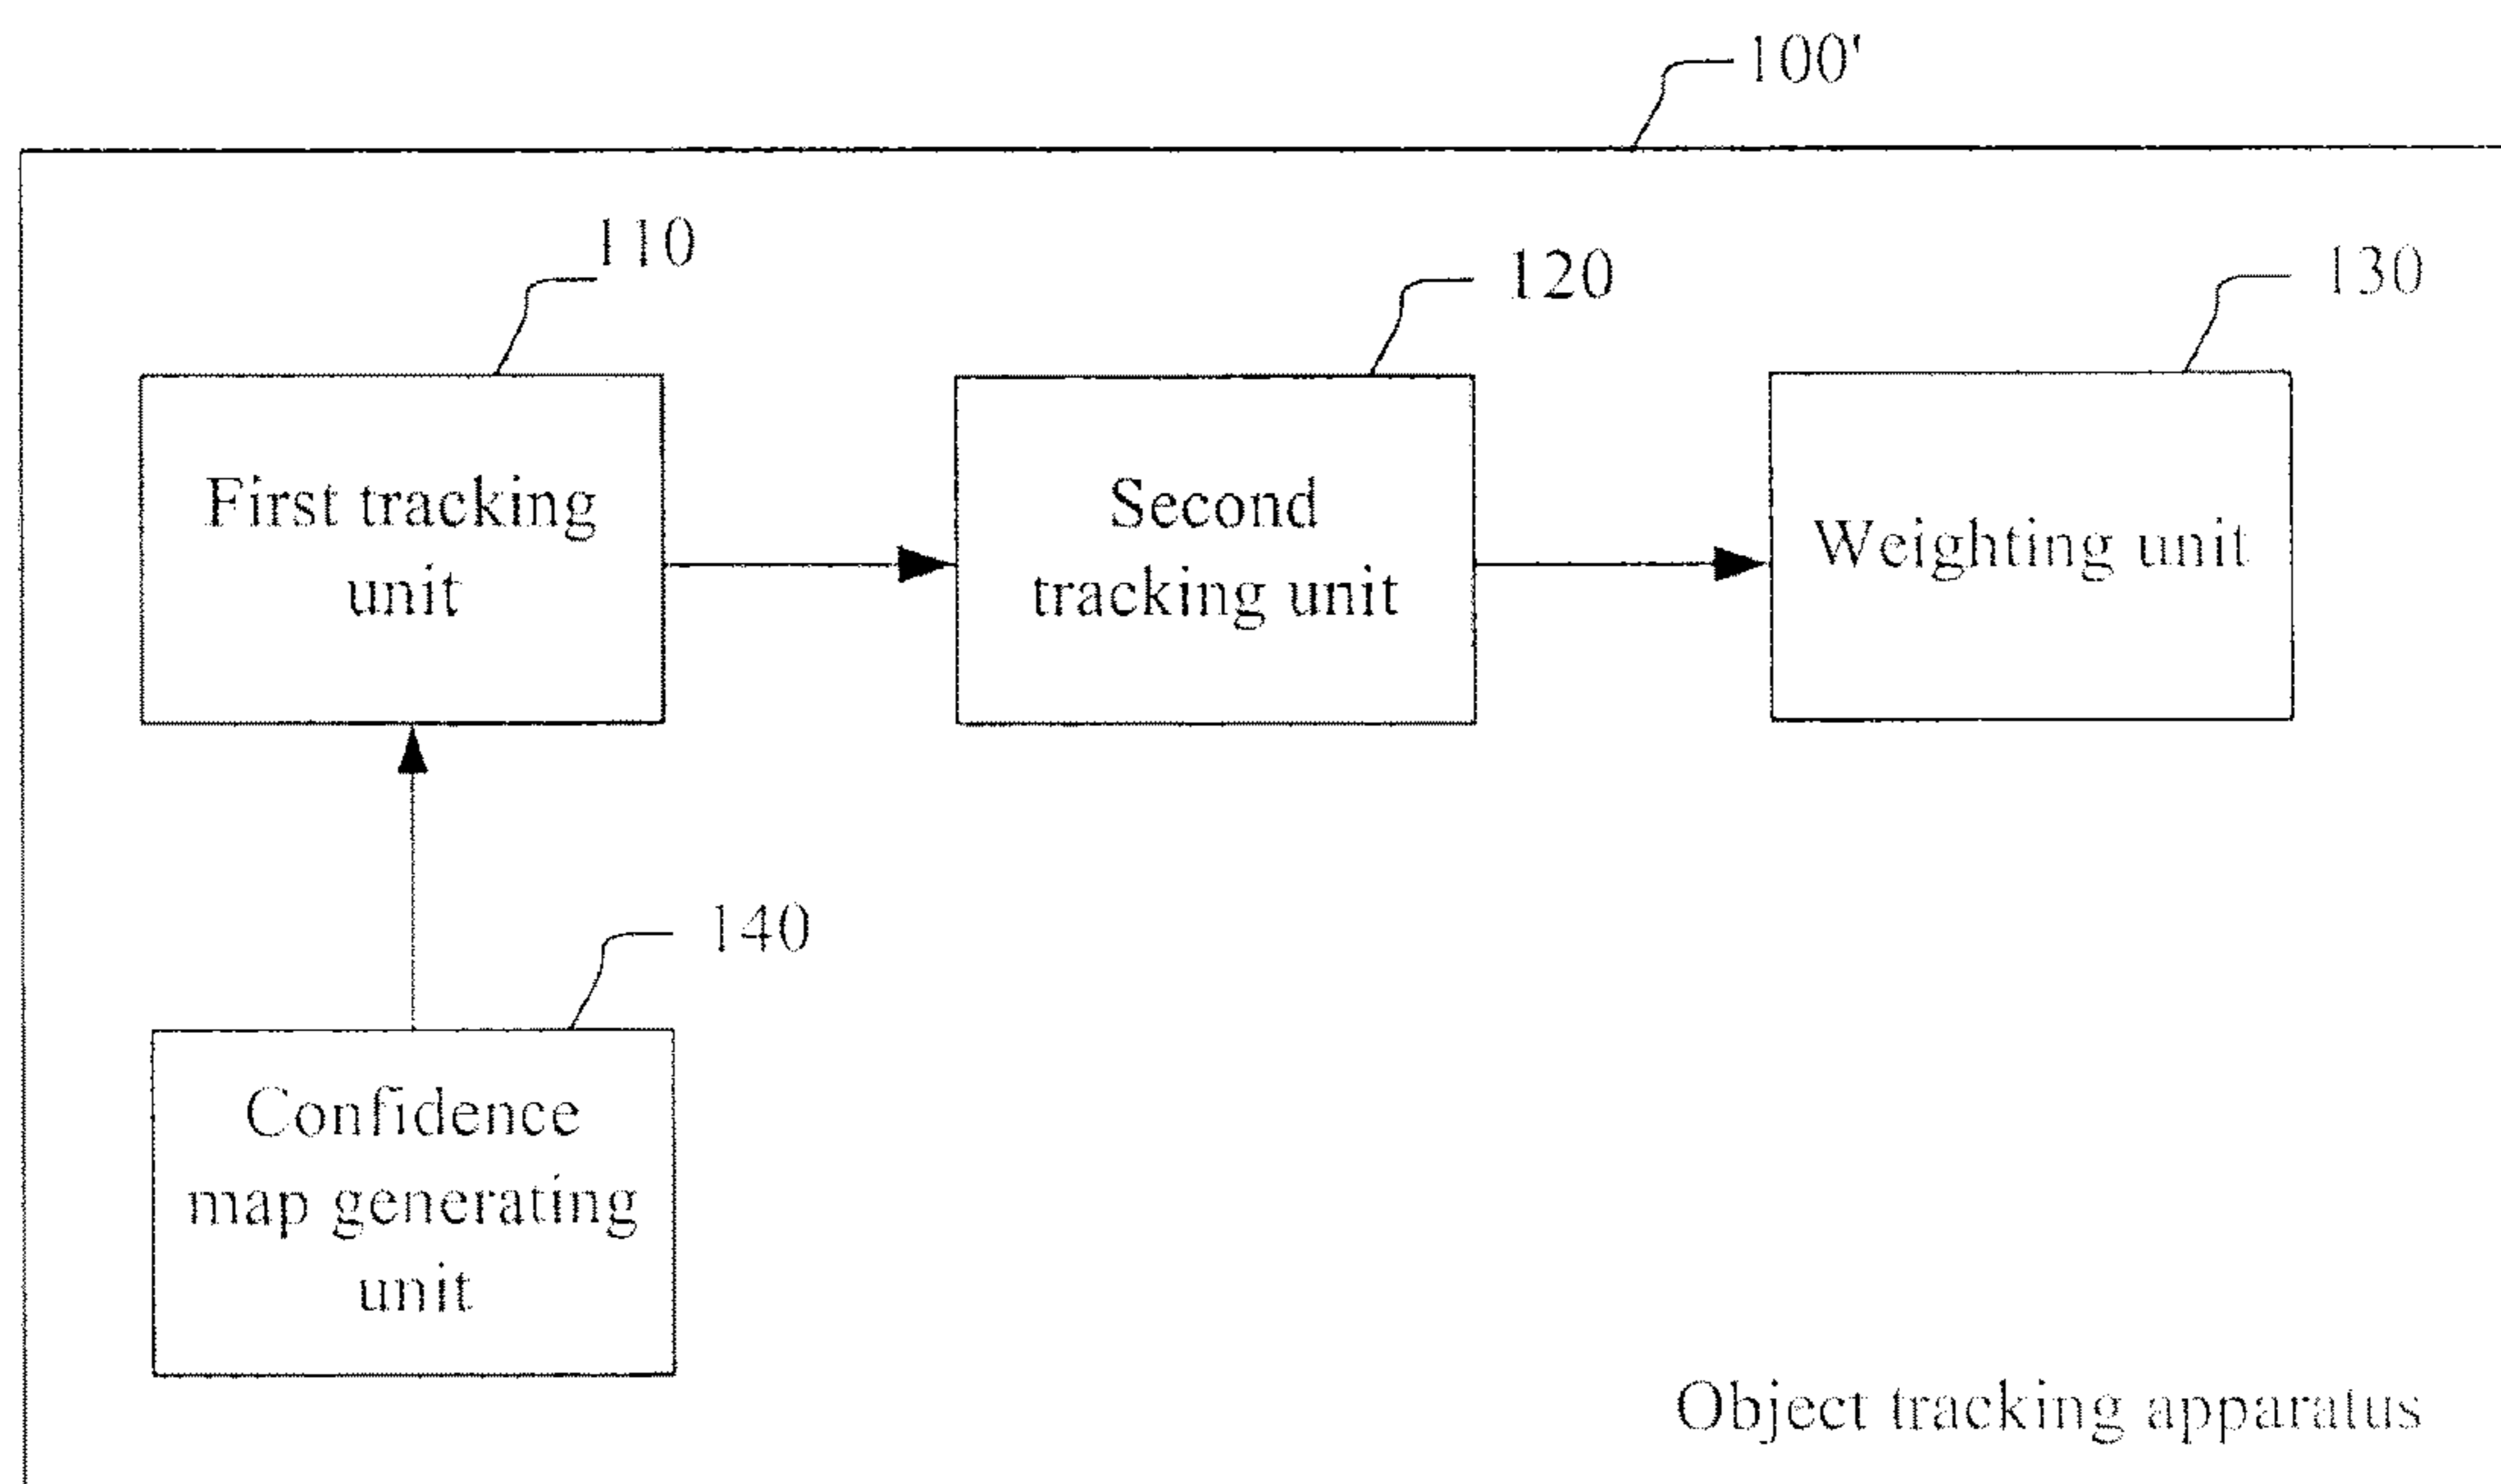 100'
110
120
130
First tracking
unit
Second
tracking unit
Weighting unit
140
Confidence
map generating
unit
Object tracking apparatus